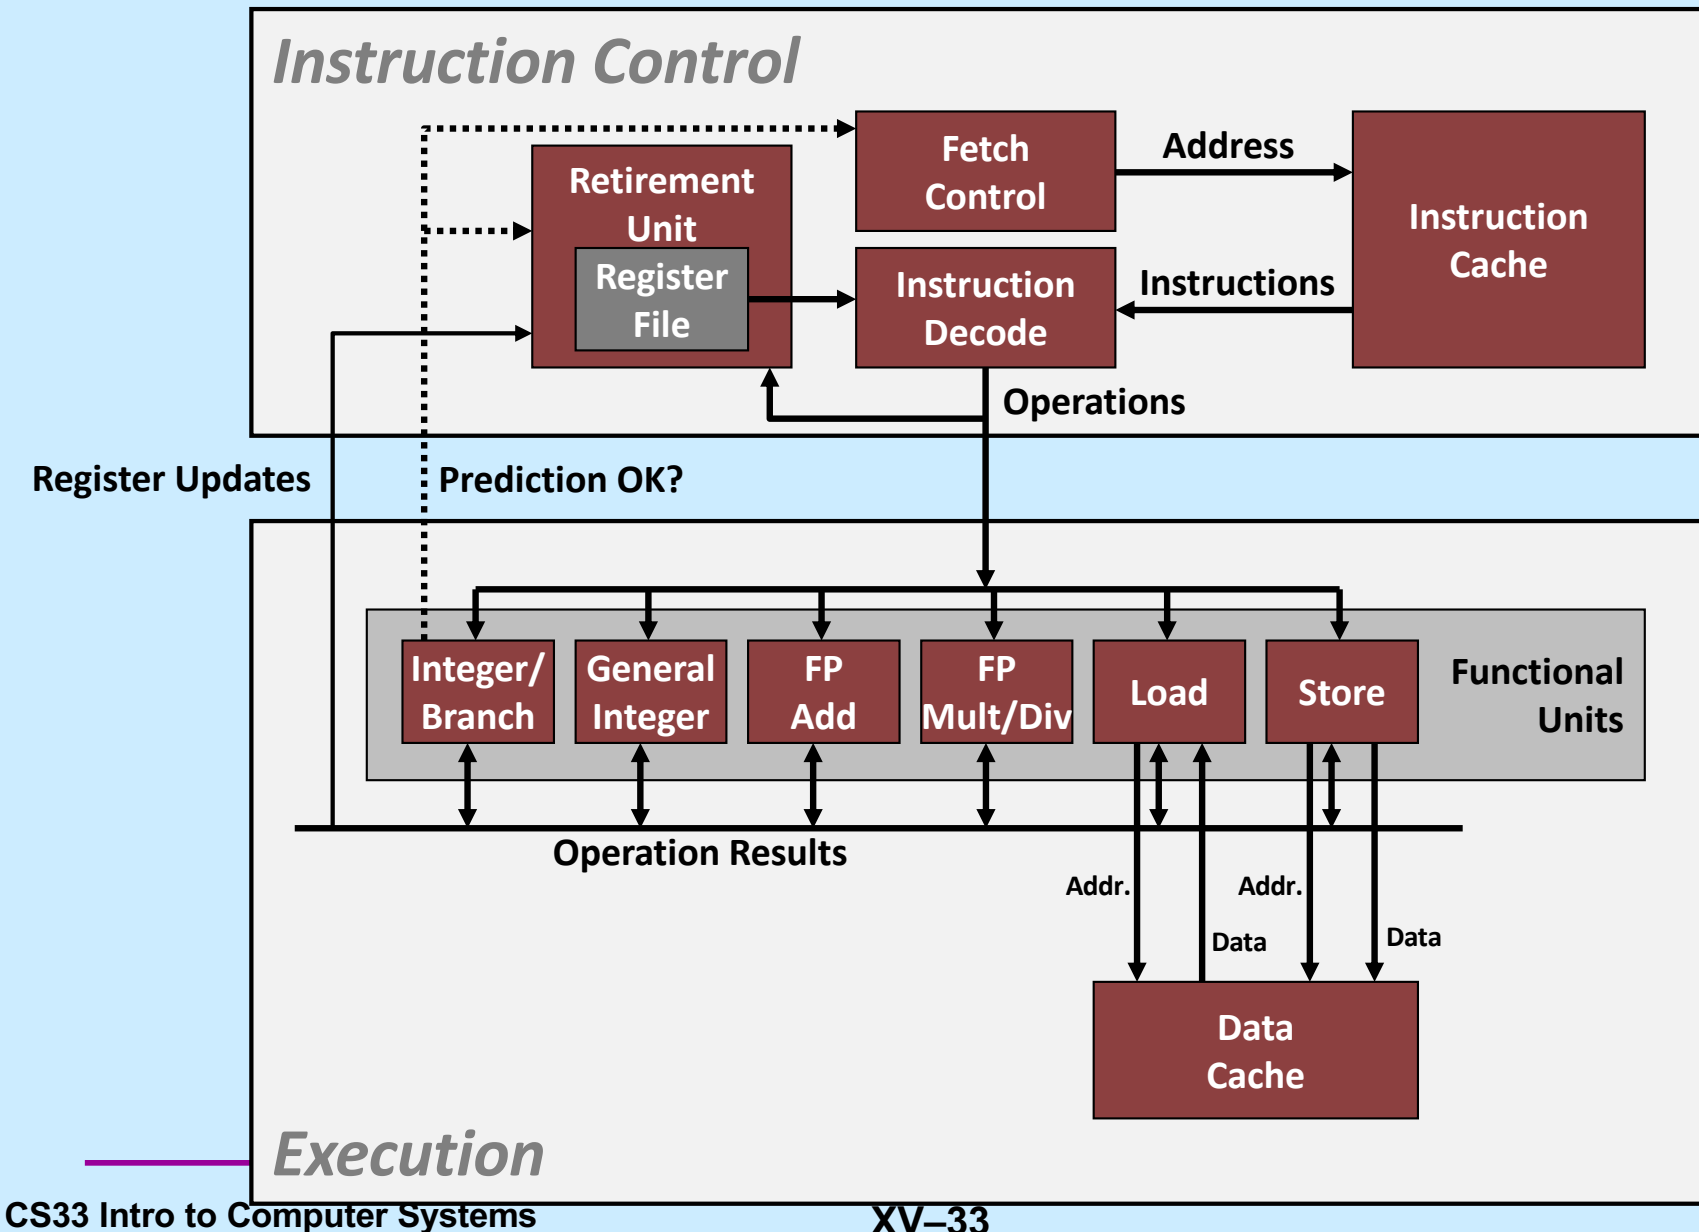 Instruction Control
Fetch
Control
Address
Retirement
Unit
Instruction
Cache
Register
File
Instruction
Decode
Instructions
Operations
Register Updates
Prediction OK?
Integer/
Branch
General
Integer
FP
Add
FP
Mult/Div
Load
Store
Functional
Units
Operation Results
Addr.
Addr.
Data
Data
Data
Cache
Execution
CS33 Intro to Computer Systems
XV–33